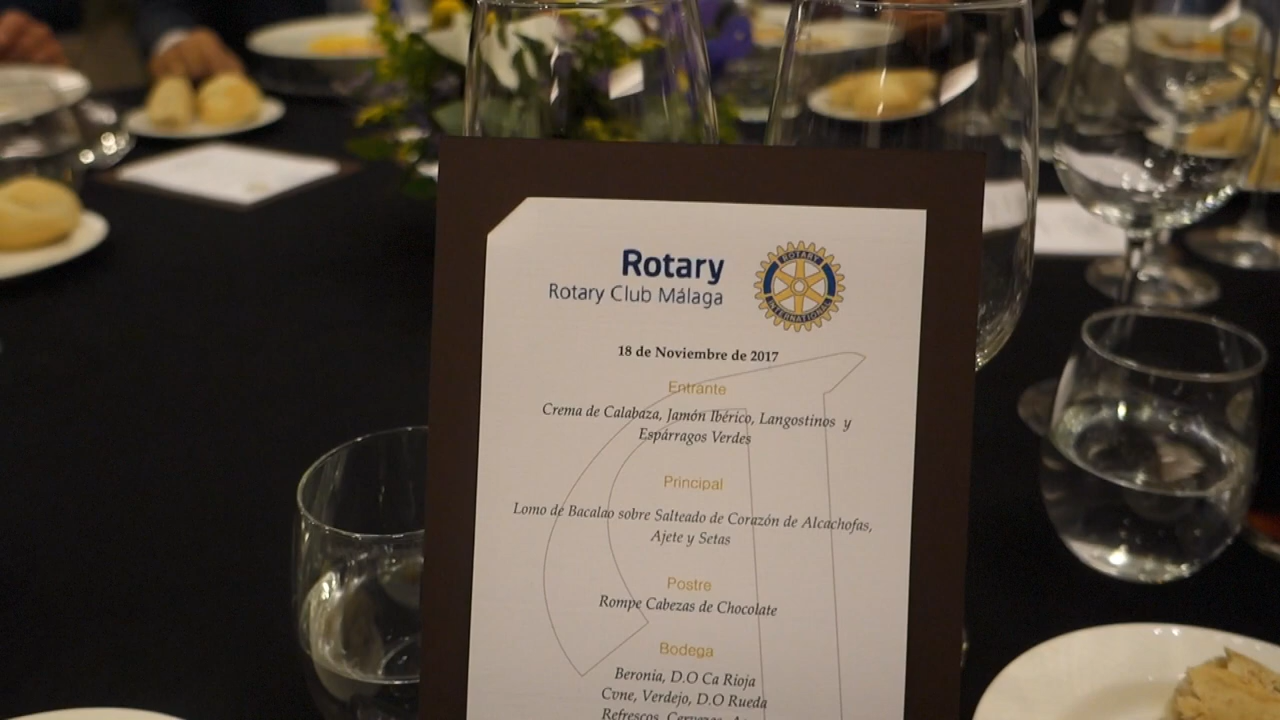 Rotary
Rotary Club Málaga
ROTARY
INTERNATIONAL
18 de Noviembre de 2017
Entrante
Crema de Calabaza, Jamón Ibérico, Langostinos y
Espárragos Verdes
Principal
Lomo de Bacalao sobre Salteado de Corazón de Alcachofas,
Ajete y Setas
Postre
Rompe Cabezas de Chocolate
Bodega
Beronia, D.O Ca Rioja
Cvne, Verdejo, D.O Rueda
Refrescos, Cervezas,